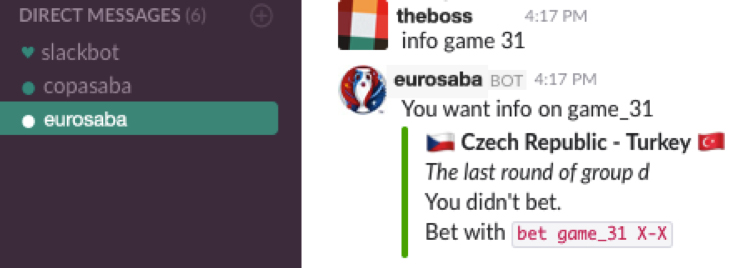 DIRECT MESSAGES (6)
slackbot
copasaba
eurosaba
theboss 4:17 PM
info game 31
eurosaba BOT 4:17 PM
You want info on game_31
Czech Republic - Turkey
The last round of group d
You didn't bet.
Bet with bet game_31 X-X